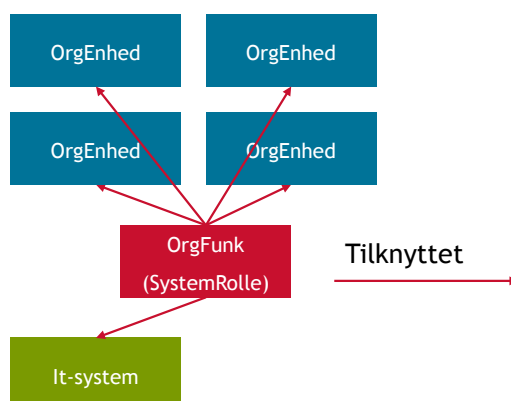 OrgEnhed
OrgEnhed
OrgEnhed
OrgEnhed
OrgFunk
(SystemRolle)
Tilknyttet
It-system